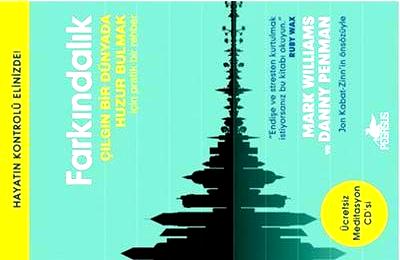 HAYATIN KONTROLÜ ELİNİZDE!
Farkındalık
ÇILGIN BİR DÜNYADA
HUZUR BULMAK
için pratik bir rehber
"Endişe ve stresten kurtulmak
istiyorsanız bu kitabı okuyun."
RUBY WAX
MARK WILLIAMS
ve DANNY PENMAN
Jon Kabat-Zinn'in önsözüyle
PEGASUS
Ücretsiz
Meditasyon
CD'si